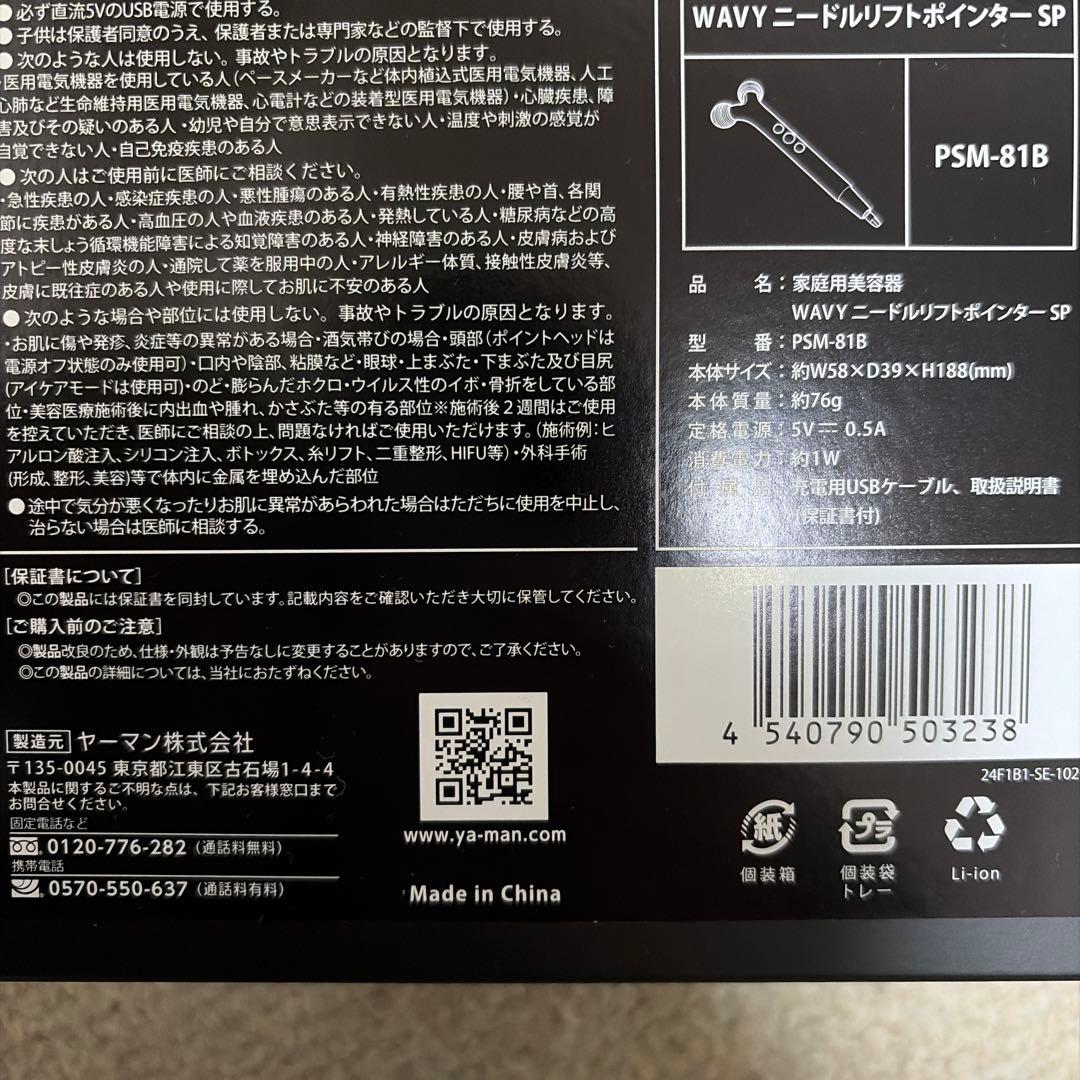 ● 必ず直流5VのUSB電源で使用する。
● 子供は保護者同意のうえ、保護者または専門家などの監督下で使用する。
● 次のような人は使用しない。事故やトラブルの原因となります。
・医用電気機器を使用している人（ペースメーカーなど体内植込式医用電気機器、人工
心肺など生命維持用医用電気機器、心電計などの装着型医用電気機器）・心臓疾患、障
害及びその疑いのある人・幼児や自分で意思表示できない人・温度や刺激の感覚が
自覚できない人・自己免疫疾患のある人
● 次の人はご使用前に医師にご相談ください。
・急性疾患の人・感染症疾患の人・悪性腫瘍のある人・有熱性疾患の人・腰や首、各関
節に疾患がある人・高血圧の人や血液疾患のある人・発熱している人・糖尿病などの高
度な末しょう循環機能障害による知覚障害のある人・神経障害のある人・皮膚病および
アトピー性皮膚炎の人・通院して薬を服用中の人・アレルギー体質、接触性皮膚炎等、
皮膚に既往症のある人や使用に際してお肌に不安のある人
● 次のような場合や部位には使用しない。事故やトラブルの原因となります。
・お肌に傷や発疹、炎症等の異常がある場合・酒気帯びの場合・頭部（ポイントヘッドは
電源オフ状態のみ使用可）・口内や陰部、粘膜など・眼球・上まぶた・下まぶた及び目尻
（アイケアモードは使用可）・のど・膨らんだホクロ・ウイルス性のイボ・骨折をしている部
位・美容医療施術後に内出血や腫れ、かさぶた等の有る部位※施術後２週間はご使用
を控えていただき、医師にご相談の上、問題なければご使用いただけます。（施術例：ヒ
アルロン酸注入、シリコン注入、ボトックス、糸リフト、二重整形、HIFU等）・外科手術
（形成、整形、美容）等で体内に金属を埋め込んだ部位
● 途中で気分が悪くなったりお肌に異常があらわれた場合はただちに使用を中止し、
治らない場合は医師に相談する。
［保証書について］
◎この製品には保証書を同封しています。記載内容をご確認いただき大切に保管してください。
［ご購入前のご注意］
◎製品改良のため、仕様・外観は予告なしに変更することがありますので、ご了承ください。
◎この製品の詳細については、当社におたずねください。
製造元 ヤーマン株式会社
〒135-0045 東京都江東区古石場1-4-4
本製品に関するご不明な点は、下記お客様窓口まで
お問合せください。
固定電話など
0120-776-282（通話料無料）
携帯電話
0570-550-637（通話料有料）
www.ya-man.com
Made in China
WAVY ニードルリフトポインター SP
PSM-81B
品名：家庭用美容器
WAVY ニードルリフトポインター SP
型番：PSM-81B
本体サイズ：約W58×D39×H188(mm)
本体質量：約76g
定格電源：5V⎓0.5A
消費電力：約1W
付属品：充電用USBケーブル、取扱説明書
(保証書付)
4 540790 503238
24F1B1-SE-102
紙
個装箱
プラ
個装袋
トレー
Li-ion